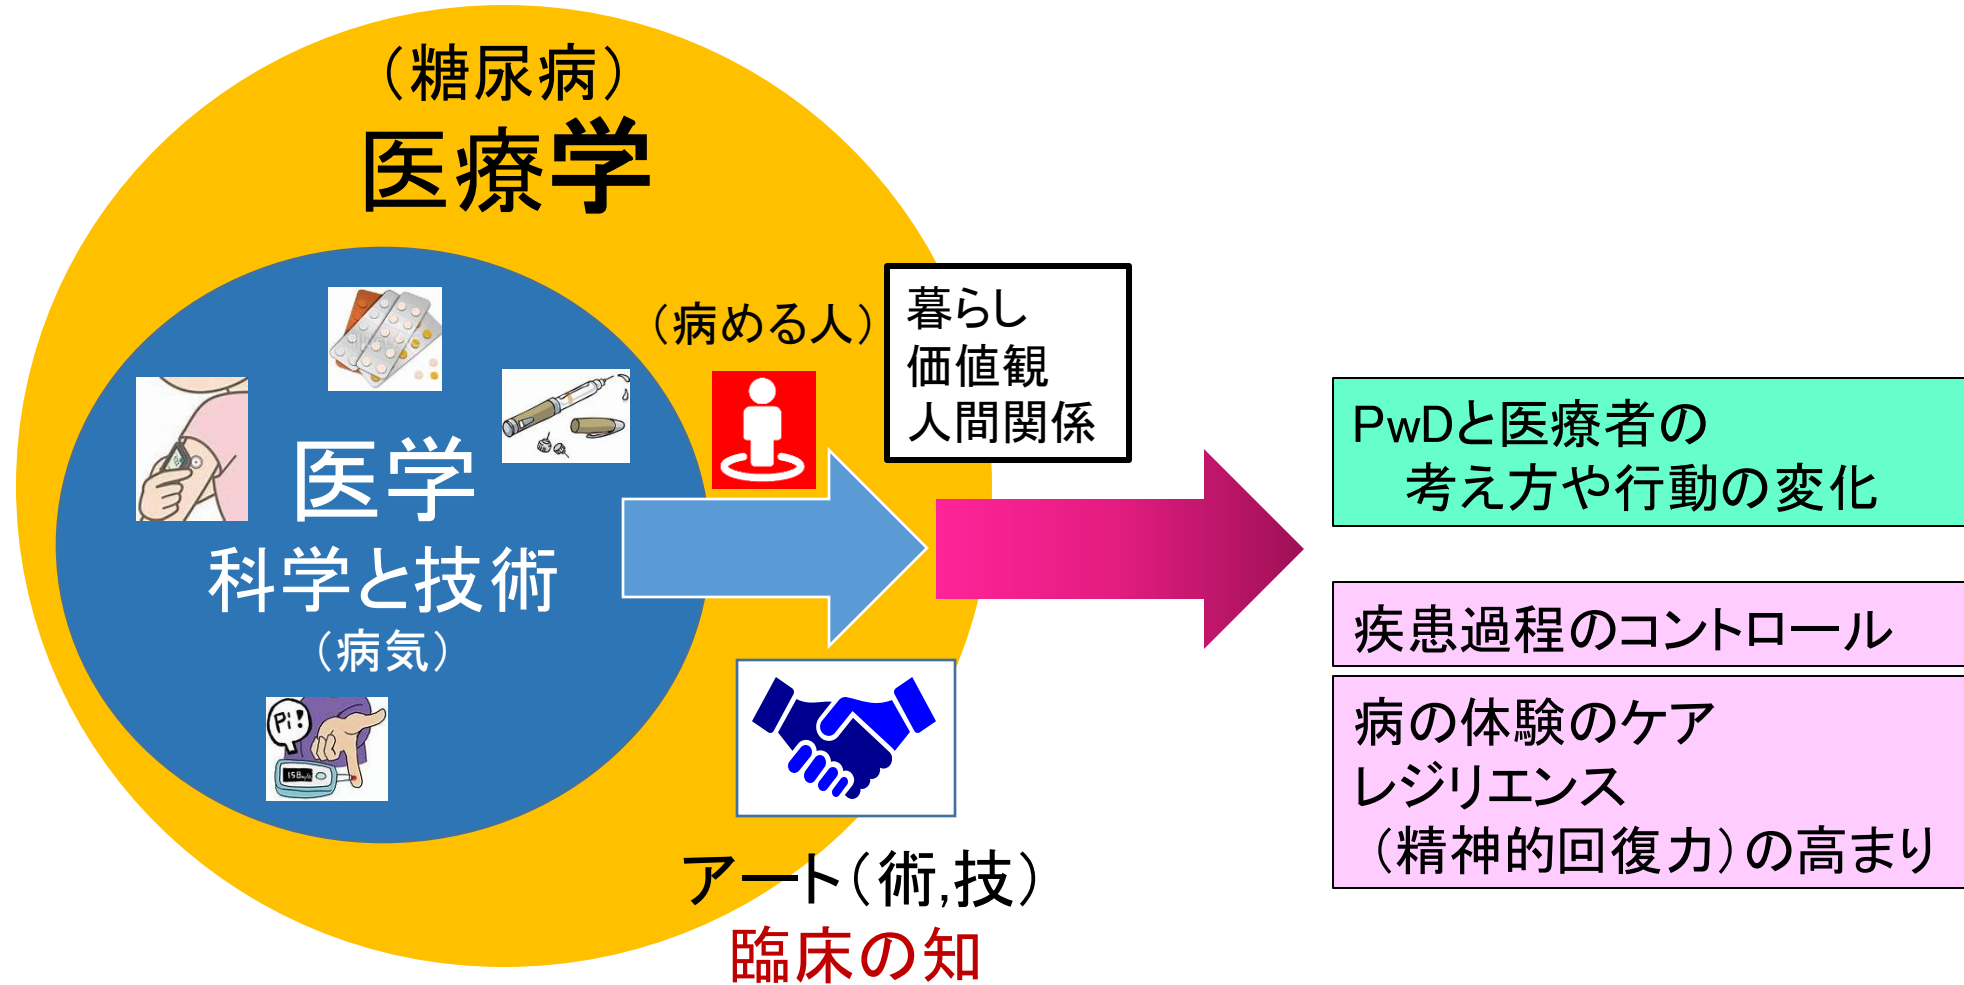 （糖尿病）
医療学
（病める人）
暮らし
価値観
人間関係
医学
科学と技術
（病気）
Pi!
158
アート（術,技）
臨床の知
PwDと医療者の
考え方や行動の変化
疾患過程のコントロール
病の体験のケア
レジリエンス
（精神的回復力）の高まり